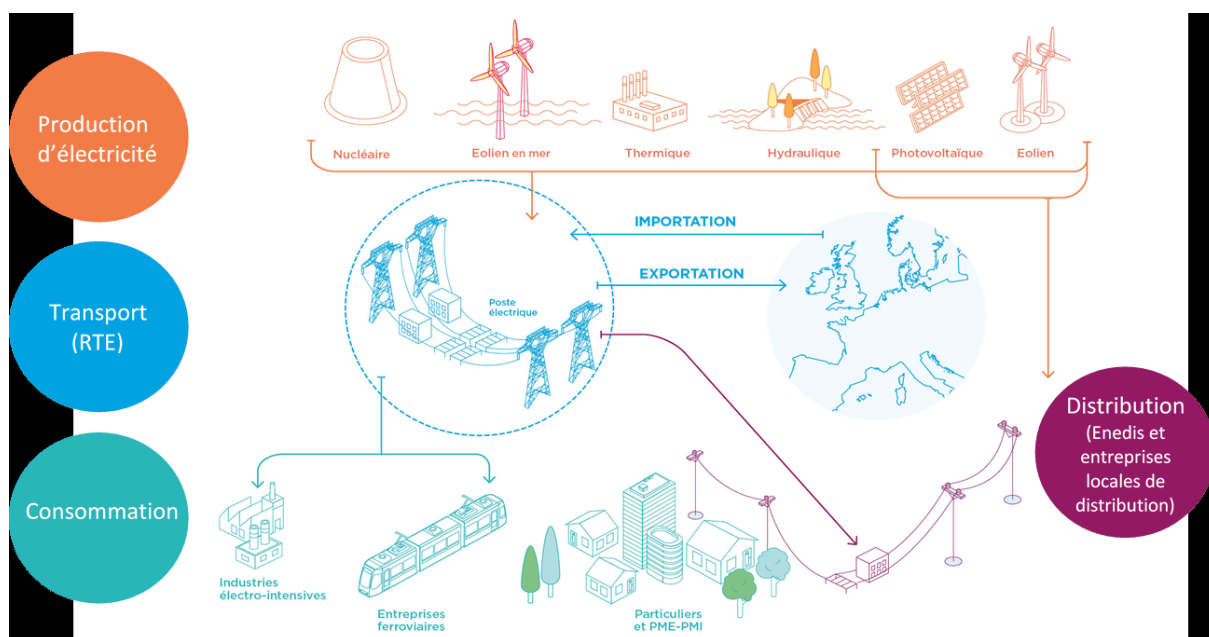 Production
d'électricité
Nucléaire
Eolien en mer
Thermique
Hydraulique
Photovoltaïque
Eolien
IMPORTATION
EXPORTATION
Transport
(RTE)
Poste
électrique
Distribution
(Enedis et
entreprises
locales de
distribution)
Consommation
Industries
électro-intensives
Entreprises
ferroviaires
Particuliers
et PME-PMI